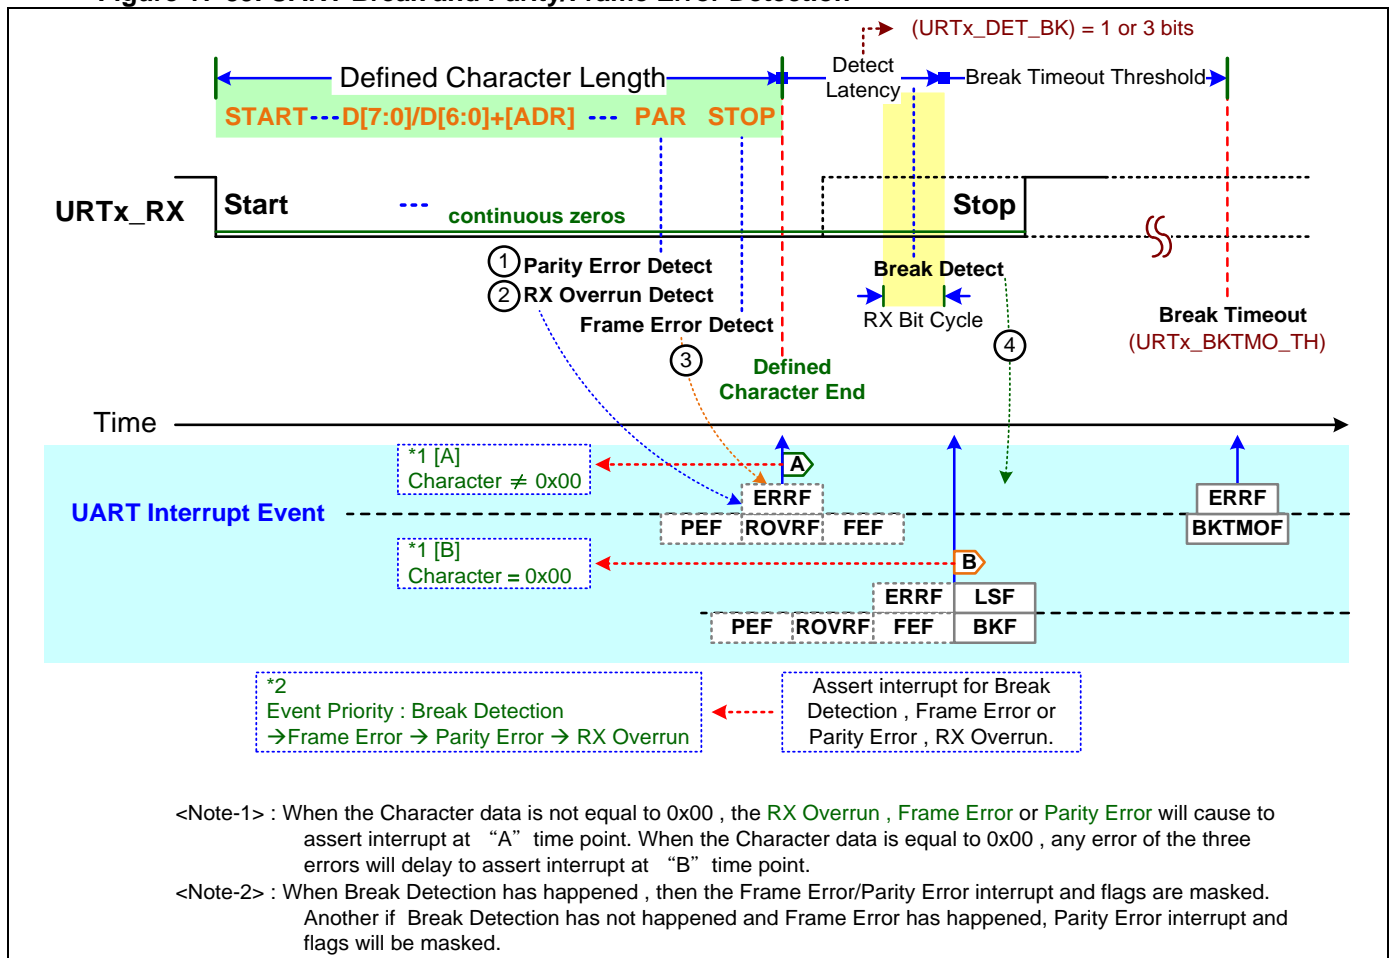 (URTx_DET_BK) = 1 or 3 bits
Defined Character Length
Detect
Latency
Break Timeout Threshold
START D[7:0]/D[6:0]+[ADR] PAR STOP
URTx_RX
Start
continuous zeros
Stop
1 Parity Error Detect
2 RX Overrun Detect
Frame Error Detect
3
Break Detect
RX Bit Cycle
4
Break Timeout
(URTx_BKTMO_TH)
Defined
Character End
Time
*1 [A]
Character ≠ 0x00
A
UART Interrupt Event
ERRF
PEF ROVRF FEF
ERRF
BKTMOF
*1 [B]
Character = 0x00
B
ERRF LSF
PEF ROVRF FEF BKF
*2
Event Priority : Break Detection
→Frame Error → Parity Error → RX Overrun
Assert interrupt for Break
Detection , Frame Error or
Parity Error , RX Overrun.
<Note-1> : When the Character data is not equal to 0x00 , the RX Overrun , Frame Error or Parity Error will cause to
assert interrupt at “A” time point. When the Character data is equal to 0x00 , any error of the three
errors will delay to assert interrupt at “B” time point.
<Note-2> : When Break Detection has happened , then the Frame Error/Parity Error interrupt and flags are masked.
Another if Break Detection has not happened and Frame Error has happened, Parity Error interrupt and
flags will be masked.